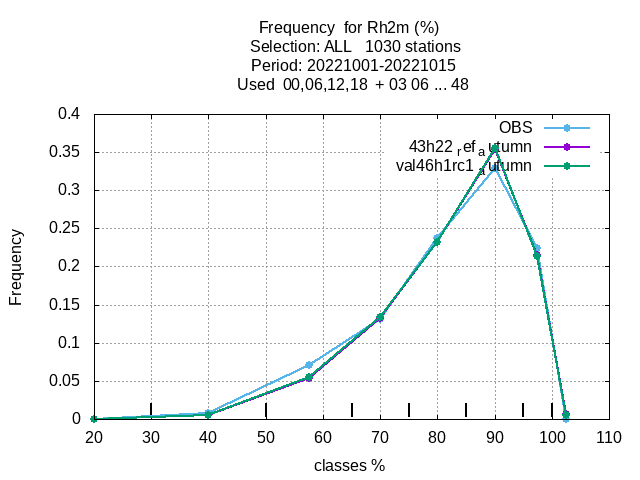 Frequency  for Rh2m (%)
Selection: ALL   1030 stations
Period: 20221001-20221015
Used  00,06,12,18  + 03 06 ... 48
OBS
43h22 ref a utumn
val46h1rc1 a utumn
0.4
0.35
0.3
0.25
0.2
0.15
0.1
0.05
0
Frequency
20 30 40 50 60 70 80 90 100 110
classes %